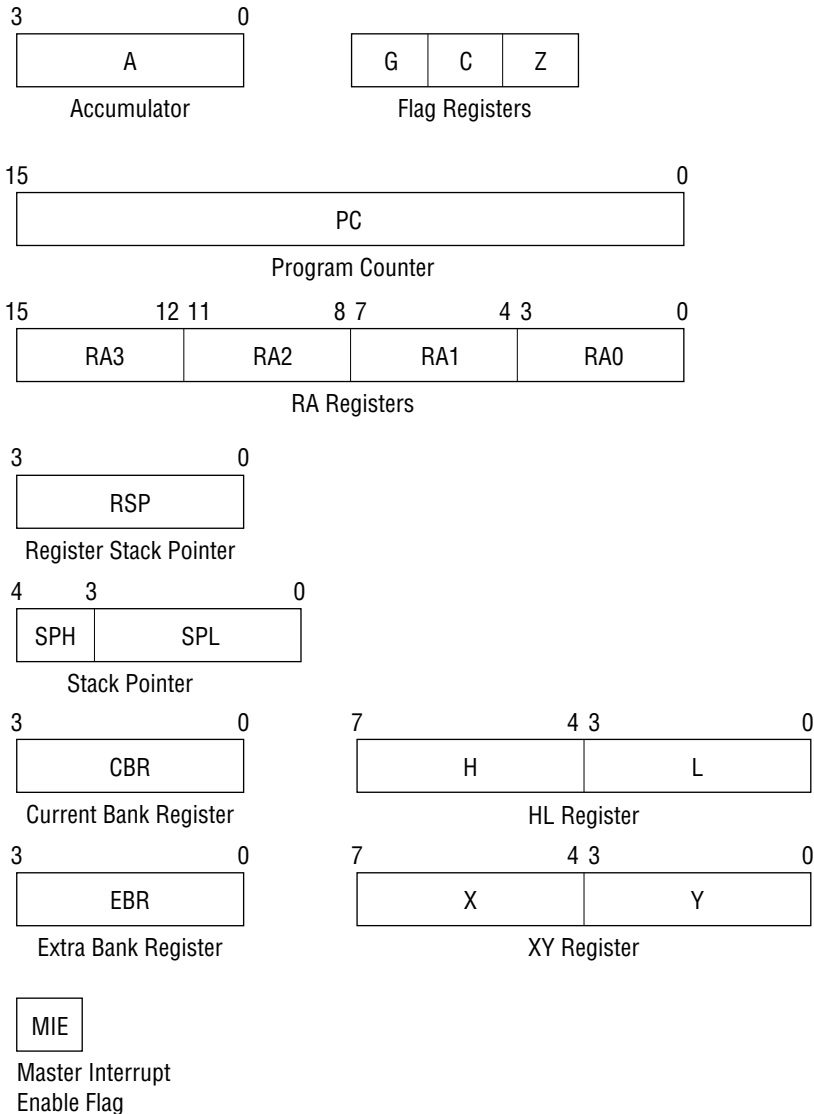 3 0
A
Accumulator
G C Z
Flag Registers
15 0
PC
Program Counter
15 12 11 8 7 4 3 0
RA3 RA2 RA1 RA0
RA Registers
3 0
RSP
Register Stack Pointer
4 3 0
SPH SPL
Stack Pointer
3 0
CBR
Current Bank Register
7 4 3 0
H L
HL Register
3 0
EBR
Extra Bank Register
7 4 3 0
X Y
XY Register
MIE
Master Interrupt
Enable Flag